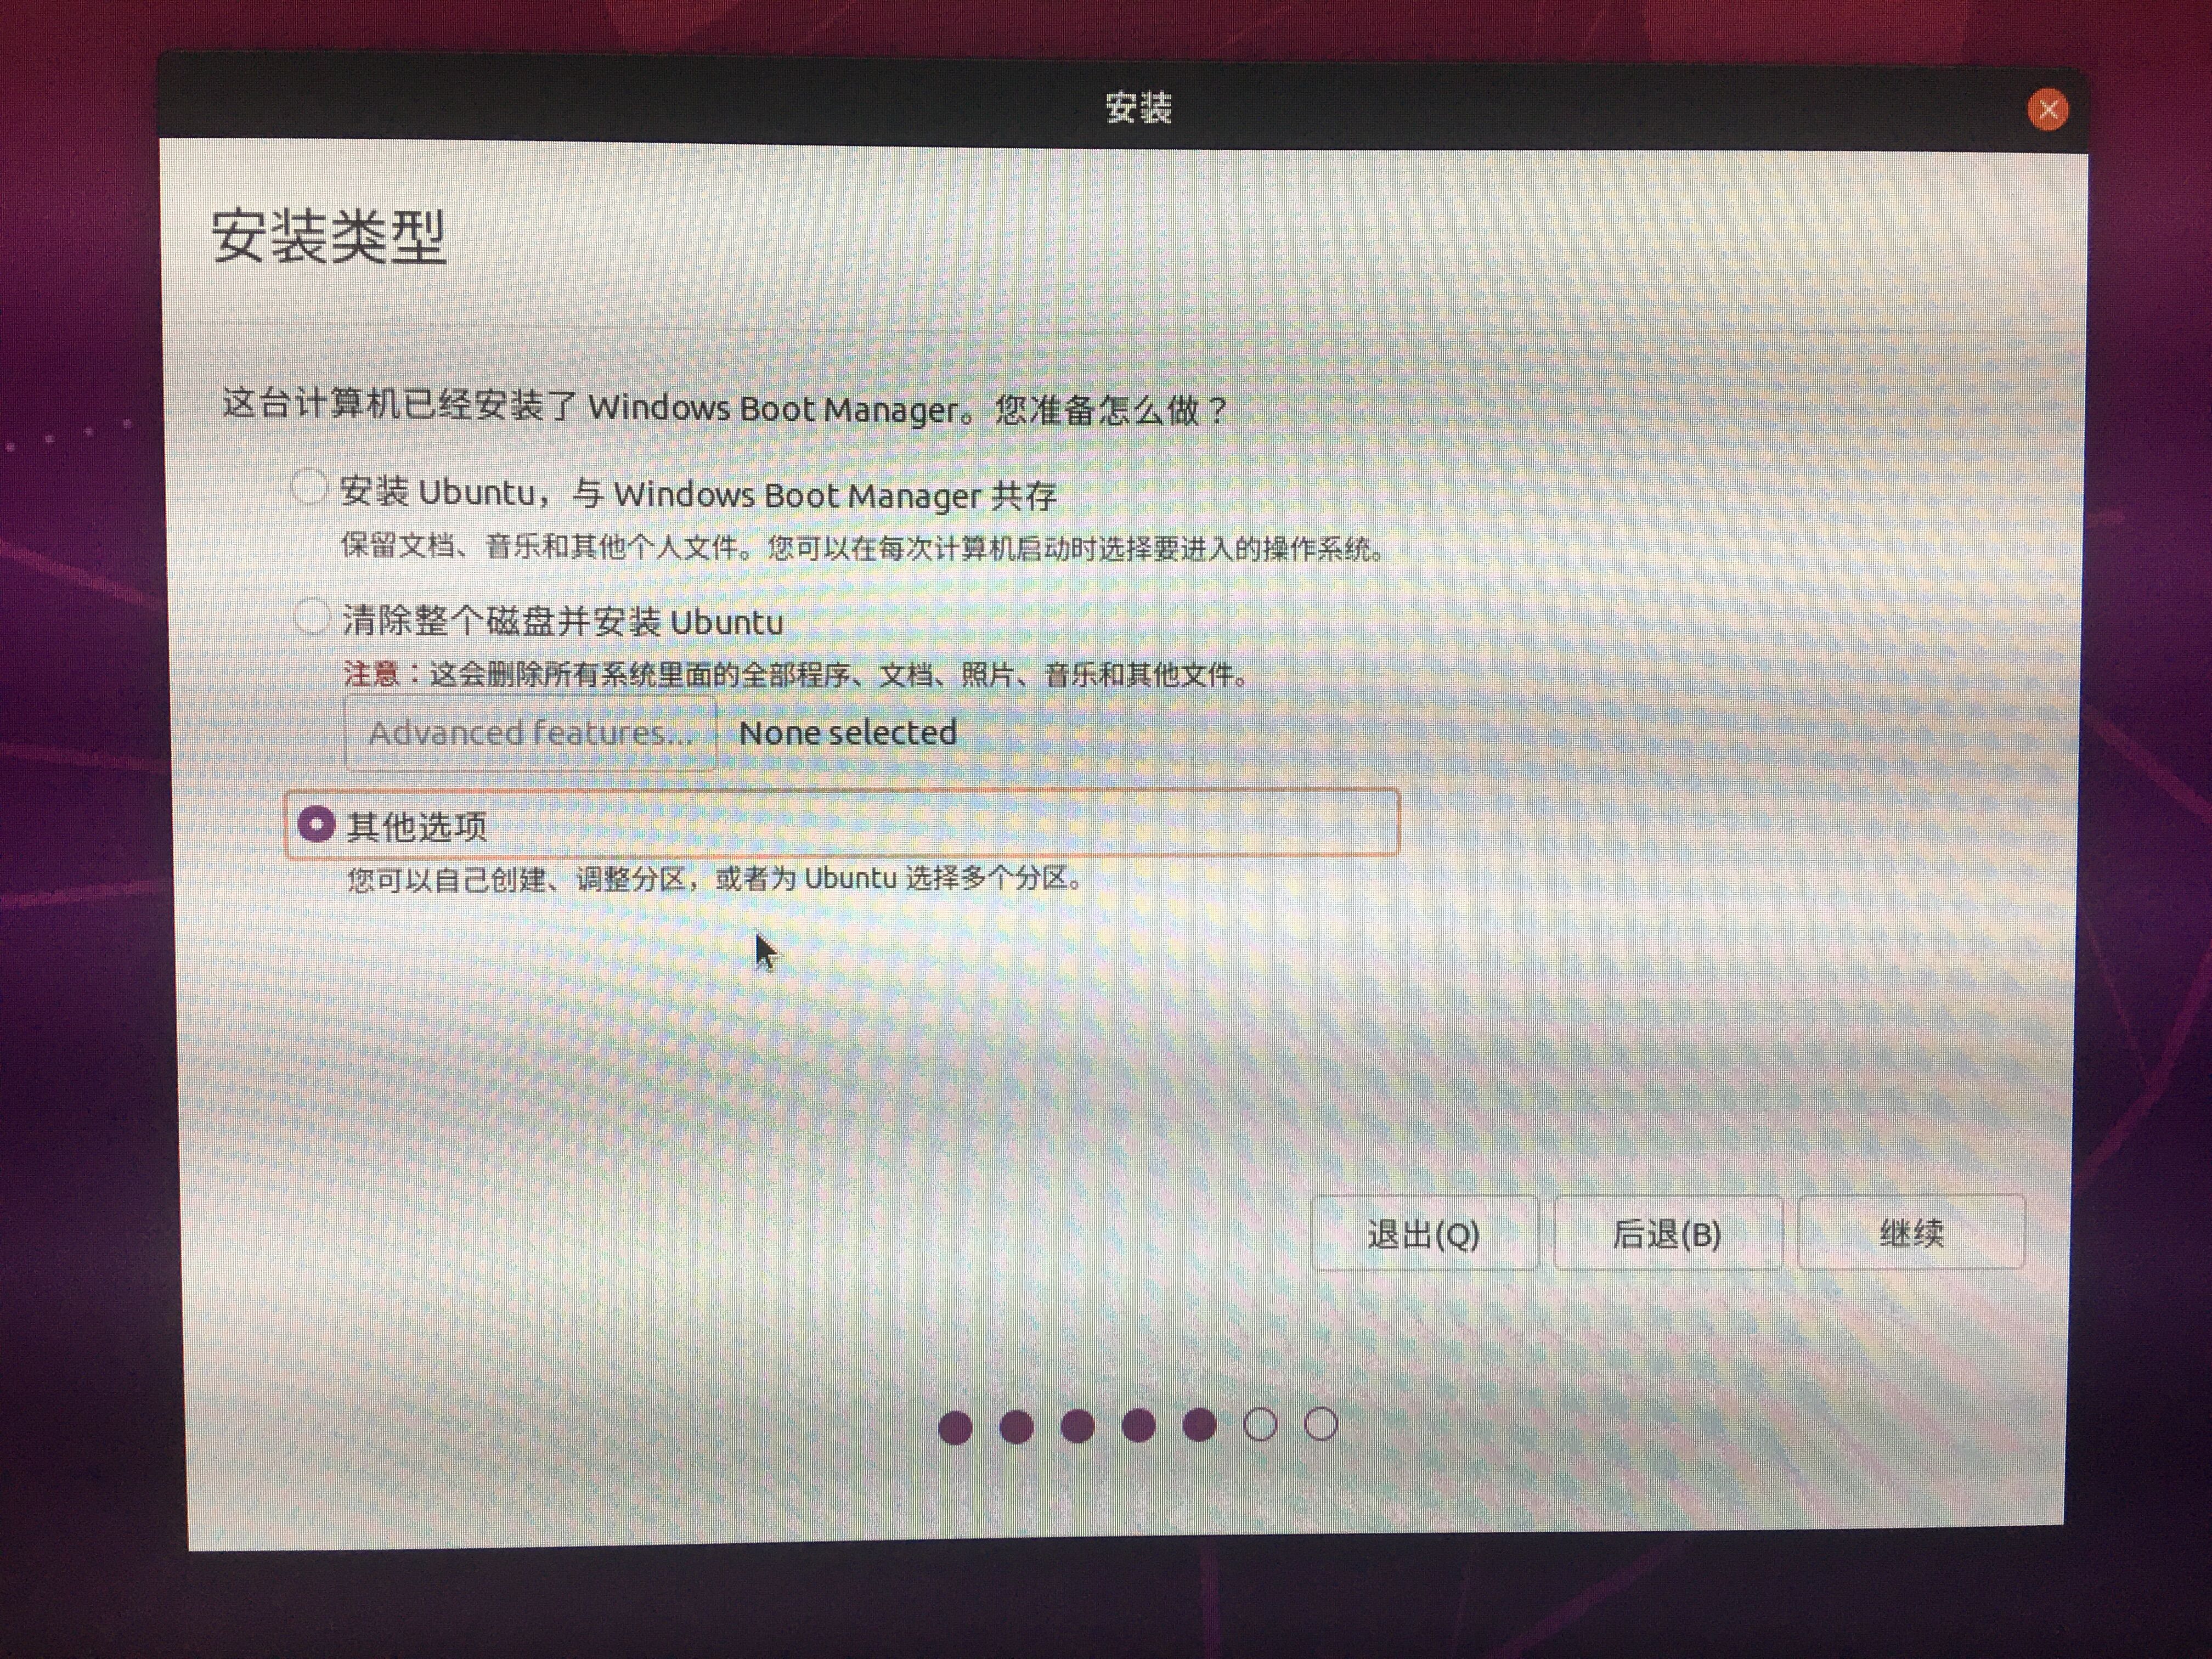 安装
安装类型
这台计算机已经安装了 Windows Boot Manager。您准备怎么做？
安装 Ubuntu，与 Windows Boot Manager 共存
保留文档、音乐和其他个人文件。您可以在每次计算机启动时选择要进入的操作系统。
清除整个磁盘并安装 Ubuntu
注意：这会删除所有系统里面的全部程序、文档、照片、音乐和其他文件。
Advanced features... None selected
其他选项
您可以自己创建、调整分区，或者为 Ubuntu 选择多个分区。
退出(Q) 后退(B) 继续